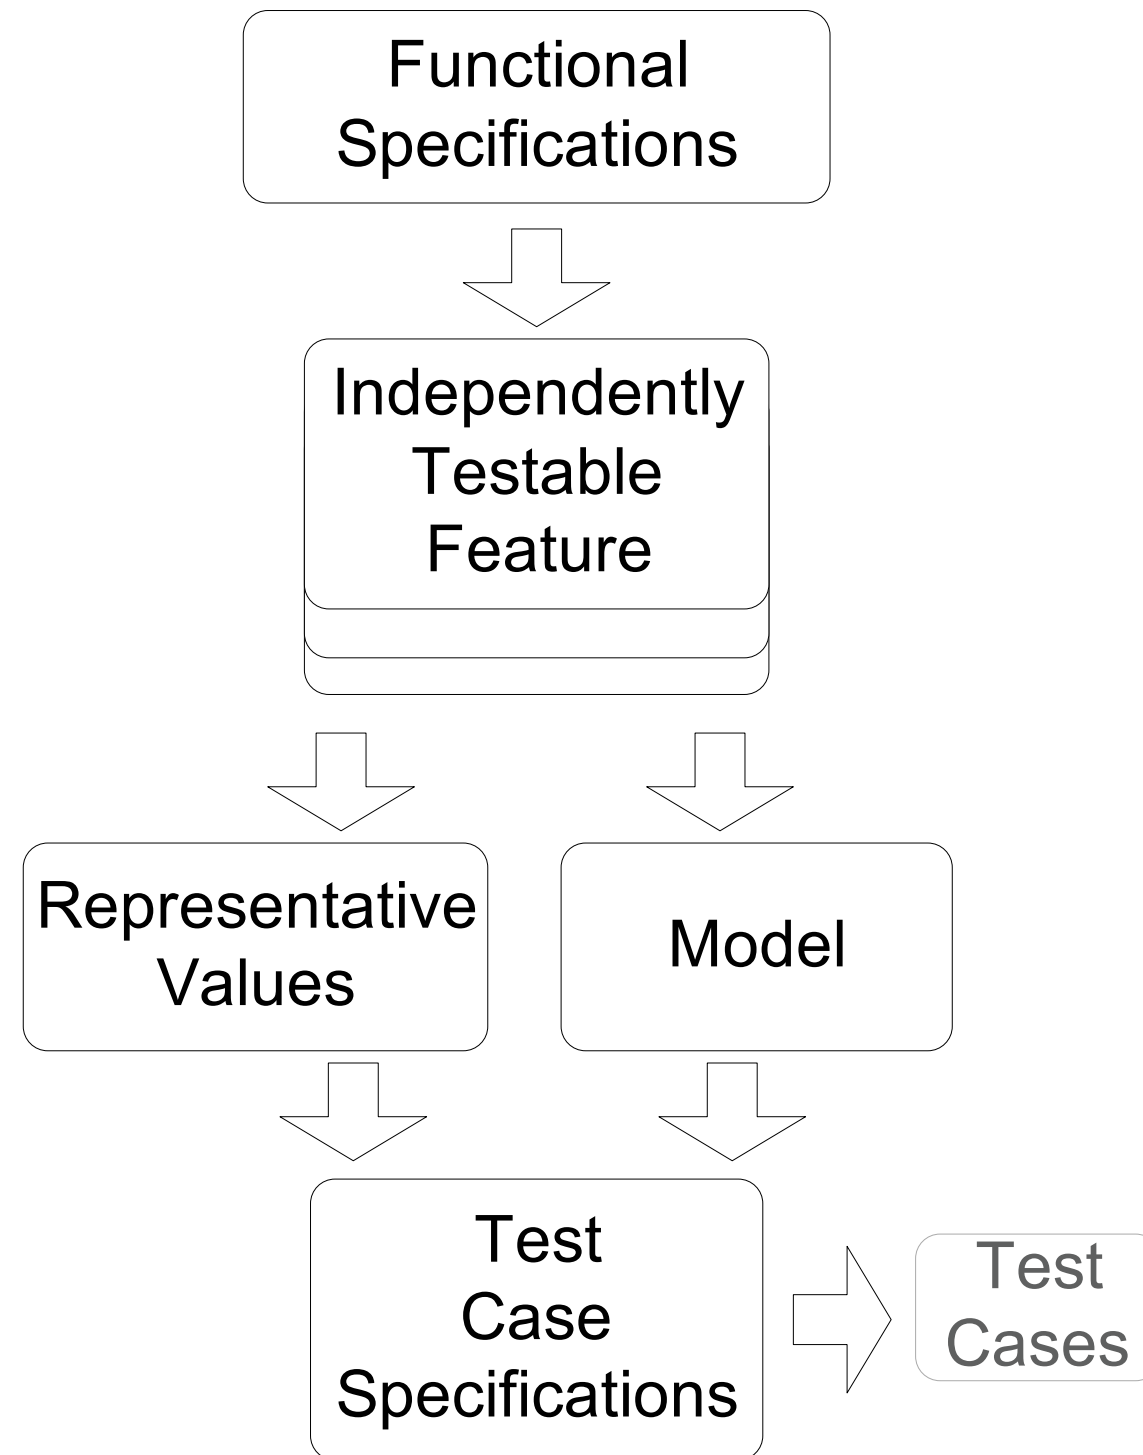 Functional
Specifications
Independently
Testable
Feature
Representative
Values
Model
Test
Case
Specifications
Test
Cases